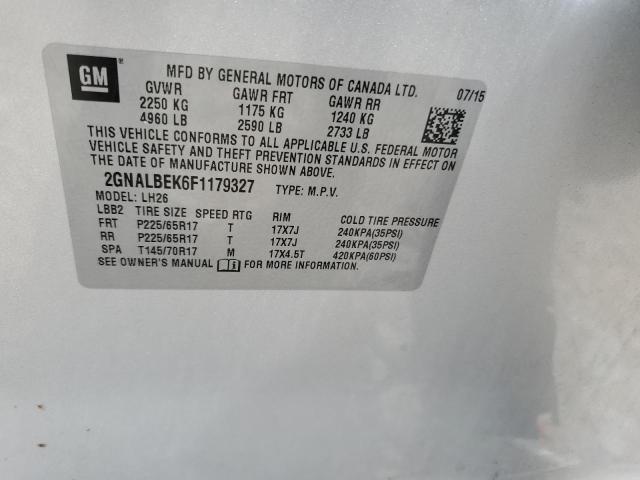 GM
MFD BY GENERAL MOTORS OF CANADA LTD. 07/15
GVWR GAWR FRT GAWR RR
2250 KG 1175 KG 1240 KG
4960 LB 2590 LB 2733 LB
THIS VEHICLE CONFORMS TO ALL APPLICABLE U.S. FEDERAL MOTOR
VEHICLE SAFETY AND THEFT PREVENTION STANDARDS IN EFFECT ON
THE DATE OF MANUFACTURE SHOWN ABOVE.
2GNALBEK6F1179327 TYPE: M.P.V.
MODEL: LH26
LBB2 TIRE SIZE SPEED RTG RIM COLD TIRE PRESSURE
FRT P225/65R17 T 17X7J 240KPA(35PSI)
RR P225/65R17 T 17X7J 240KPA(35PSI)
SPA T145/70R17 M 17X4.5T 420KPA(60PSI)
SEE OWNER'S MANUAL FOR MORE INFORMATION.